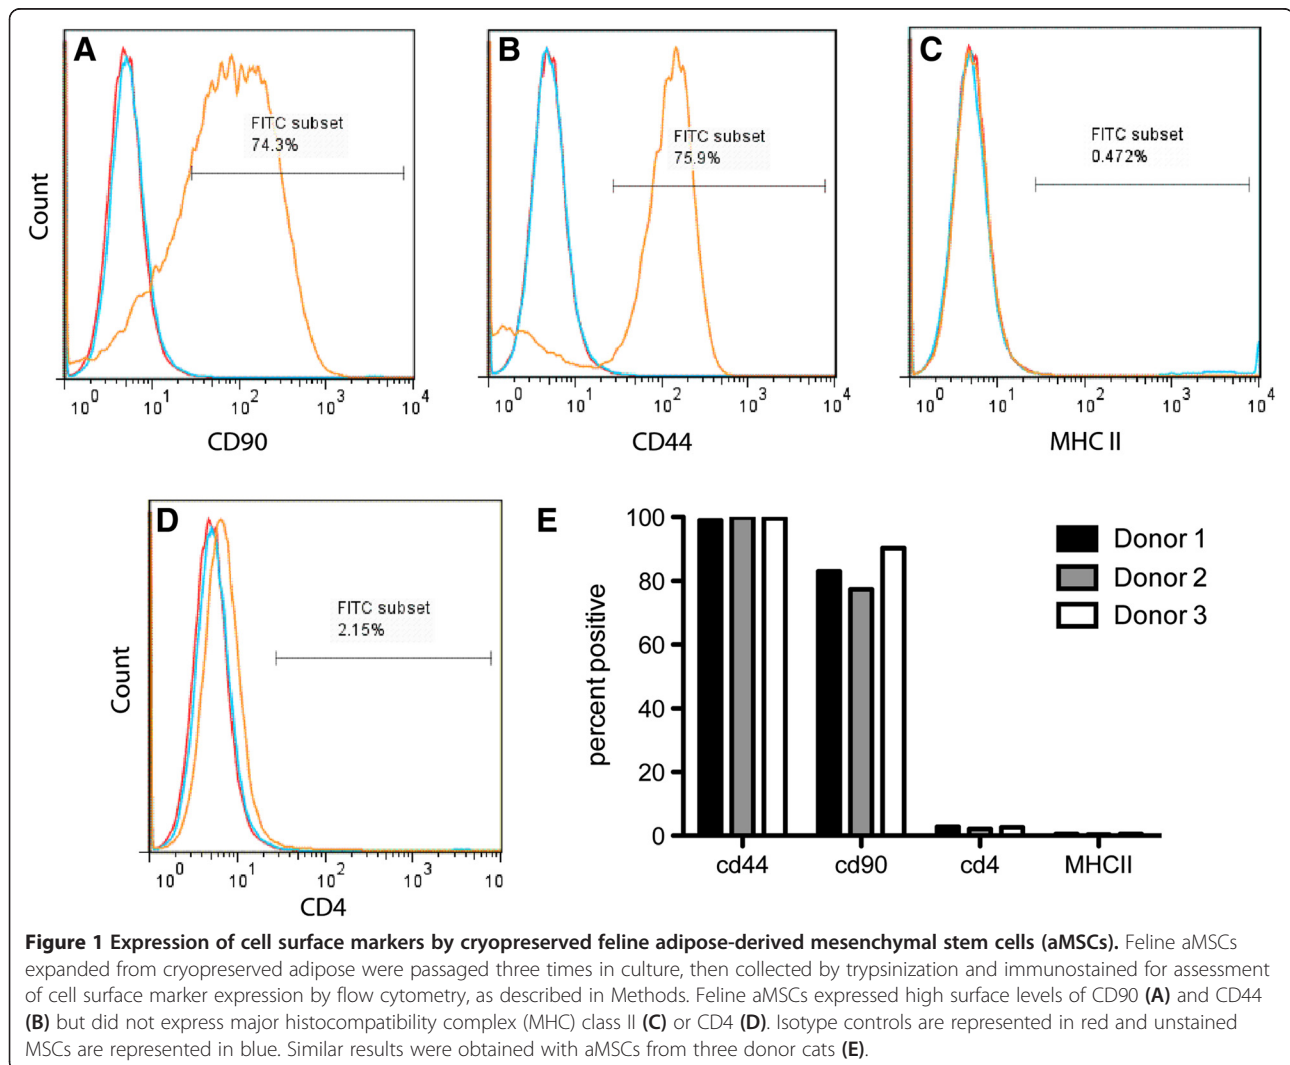 A
FITC subset
74.3%
Count
10^0 10^1 10^2 10^3 10^4
CD90
B
FITC subset
75.9%
10^0 10^1 10^2 10^3 10^4
CD44
C
FITC subset
0.472%
10^0 10^1 10^2 10^3 10^4
MHC II
D
FITC subset
2.15%
Count
10^0 10^1 10^2 10^3 10
CD4
E
percent positive
100
80
60
40
20
0
cd44 cd90 cd4 MHCII
Donor 1
Donor 2
Donor 3
Figure 1 Expression of cell surface markers by cryopreserved feline adipose-derived mesenchymal stem cells (aMSCs). Feline aMSCs
expanded from cryopreserved adipose were passaged three times in culture, then collected by trypsinization and immunostained for assessment
of cell surface marker expression by flow cytometry, as described in Methods. Feline aMSCs expressed high surface levels of CD90 (A) and CD44
(B) but did not express major histocompatibility complex (MHC) class II (C) or CD4 (D). Isotype controls are represented in red and unstained
MSCs are represented in blue. Similar results were obtained with aMSCs from three donor cats (E).